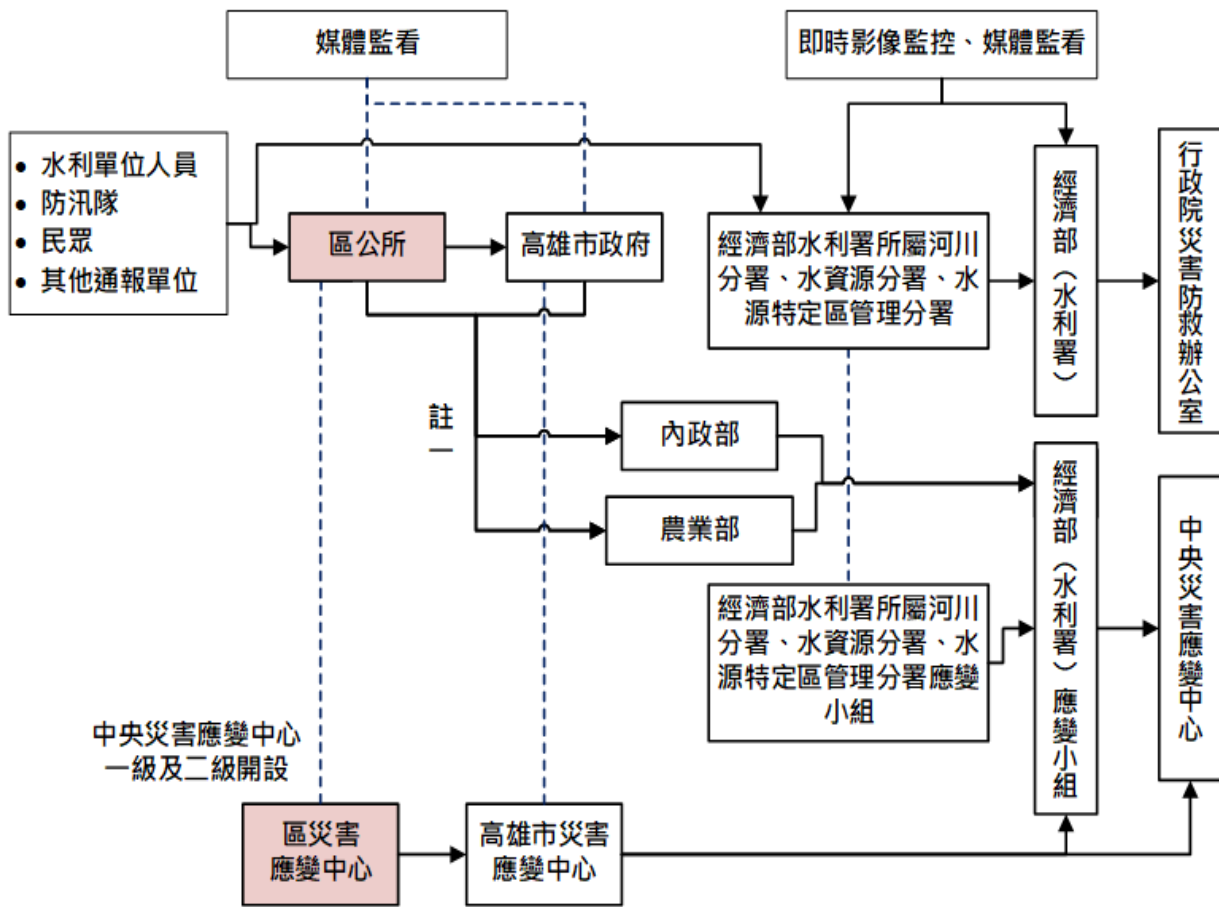 媒體監看
即時影像監控、媒體監看
• 水利單位人員
• 防汛隊
• 民眾
• 其他通報單位
區公所
高雄市政府
經濟部水利署所屬河川
分署、水資源分署、水
源特定區管理分署
經濟部（水利署）
行政院災害防救辦公室
註一
內政部
農業部
經濟部水利署所屬河川
分署、水資源分署、水
源特定區管理分署應變
小組
經濟部（水利署）應變小組
中央災害應變中心
中央災害應變中心
一級及二級開設
區災害
應變中心
高雄市災害
應變中心